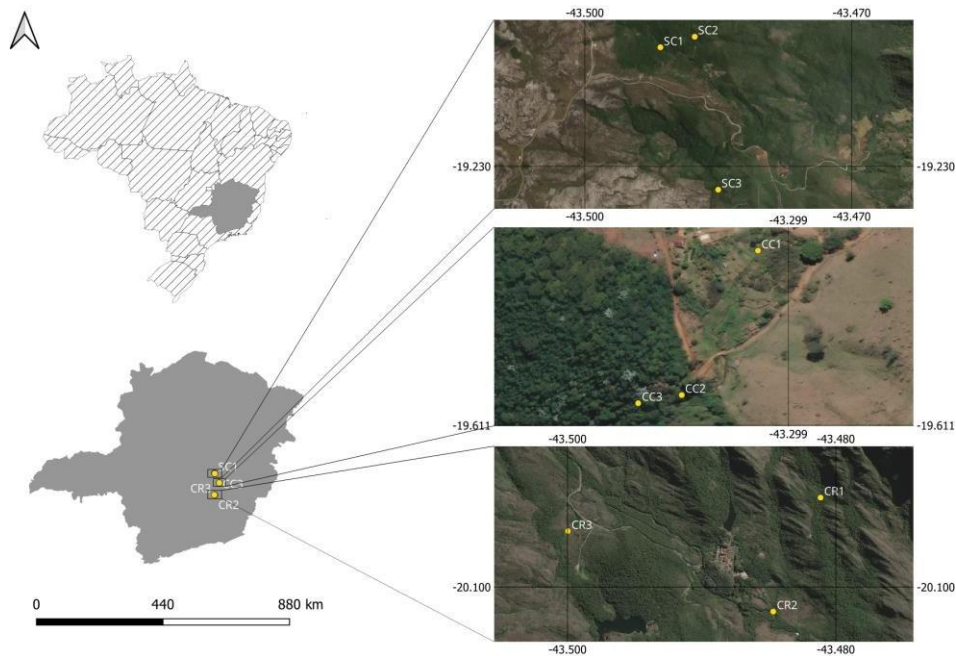 -43.500 -43.470
SC1 SC2
-19.230 -19.230
SC3
-43.500 -43.299 -43.470
CC1
CC3 CC2
-19.611 -19.611
-43.500 -43.299 -43.480
CR1
CR3
-20.100 -20.100
CR2
-43.500 -43.480
SC1
CR3
CR2
0 440 880 km